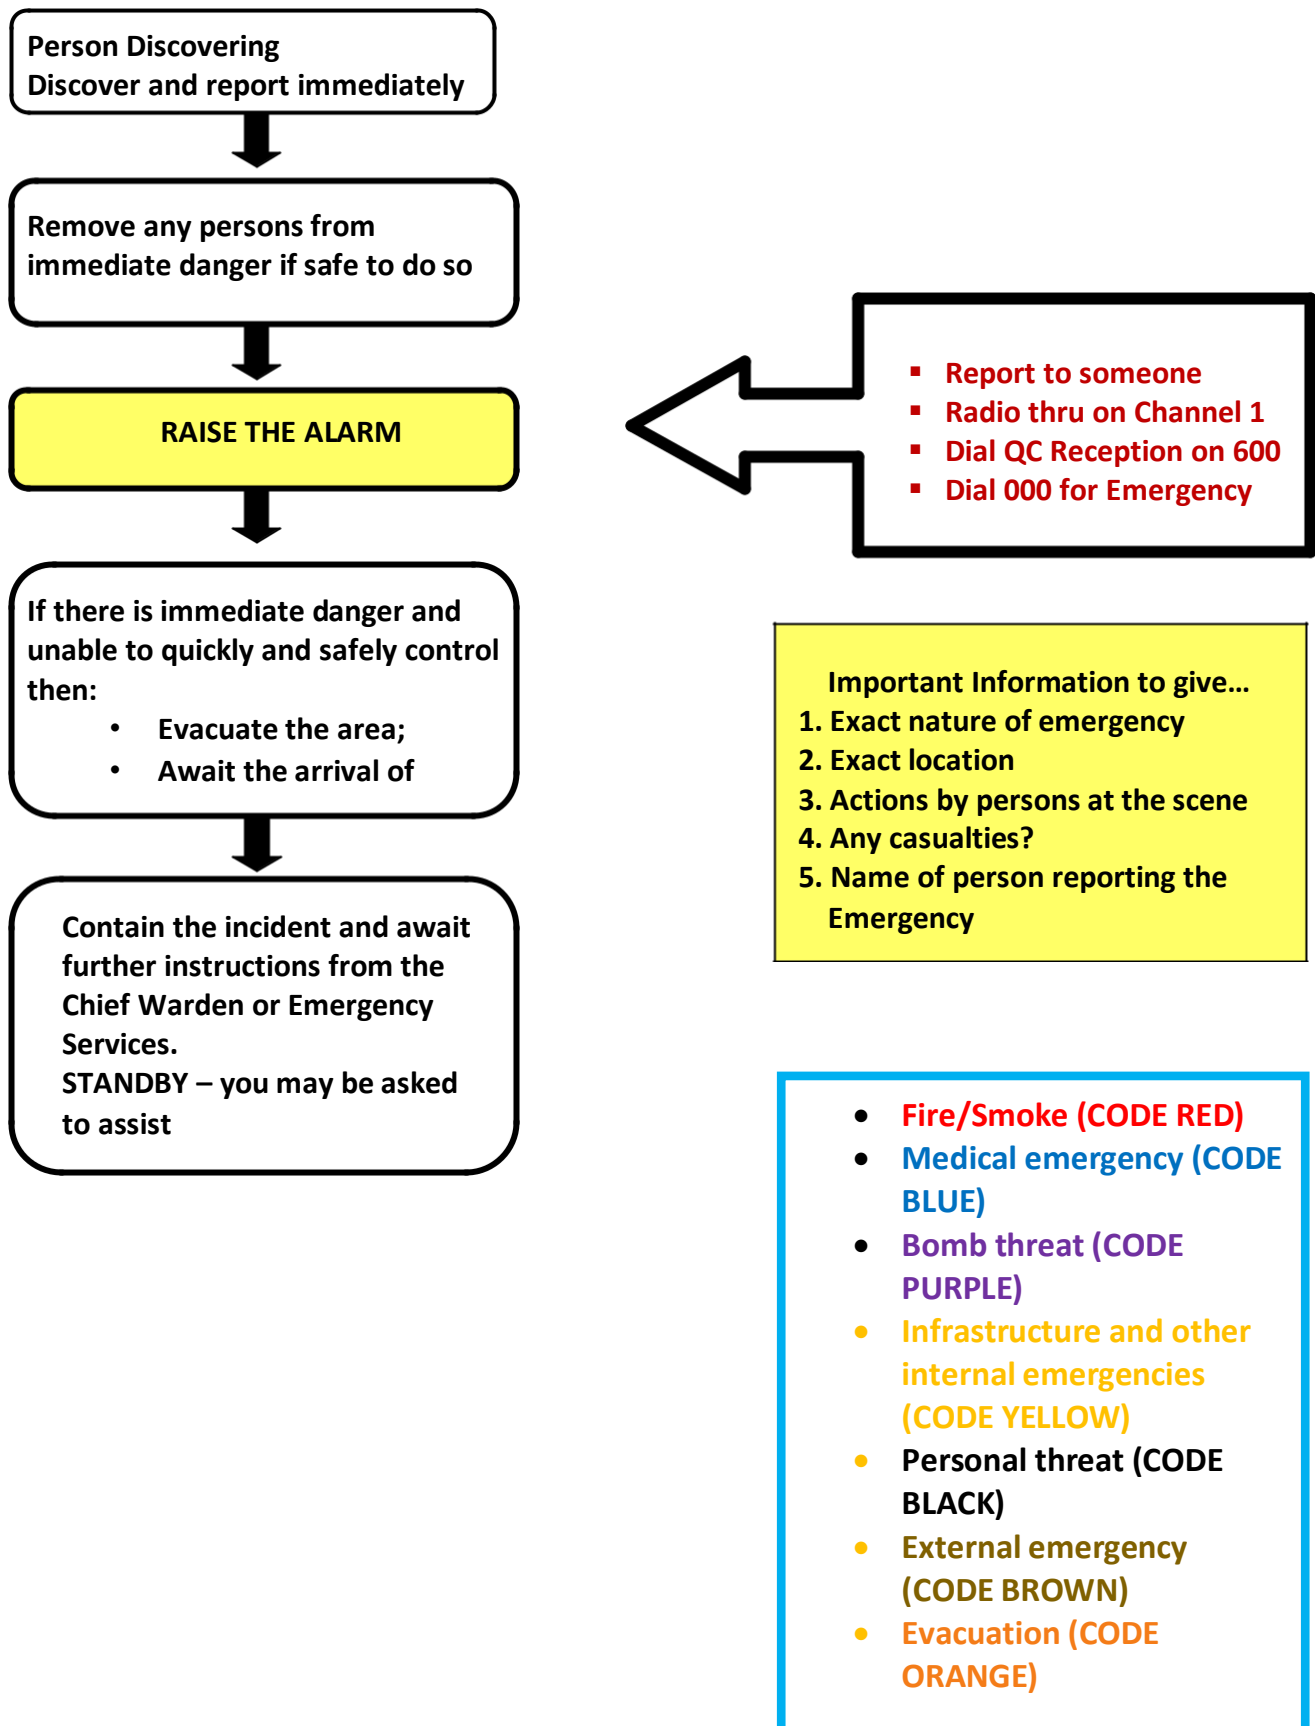 Person Discovering
Discover and report immediately
Remove any persons from
immediate danger if safe to do so
RAISE THE ALARM
▪ Report to someone
▪ Radio thru on Channel 1
▪ Dial QC Reception on 600
▪ Dial 000 for Emergency
If there is immediate danger and
unable to quickly and safely control
then:
• Evacuate the area;
• Await the arrival of
Contain the incident and await
further instructions from the
Chief Warden or Emergency
Services.
STANDBY – you may be asked
to assist
Important Information to give...
1. Exact nature of emergency
2. Exact location
3. Actions by persons at the scene
4. Any casualties?
5. Name of person reporting the
Emergency
• Fire/Smoke (CODE RED)
• Medical emergency (CODE
BLUE)
• Bomb threat (CODE
PURPLE)
• Infrastructure and other
internal emergencies
(CODE YELLOW)
• Personal threat (CODE
BLACK)
• External emergency
(CODE BROWN)
• Evacuation (CODE
ORANGE)